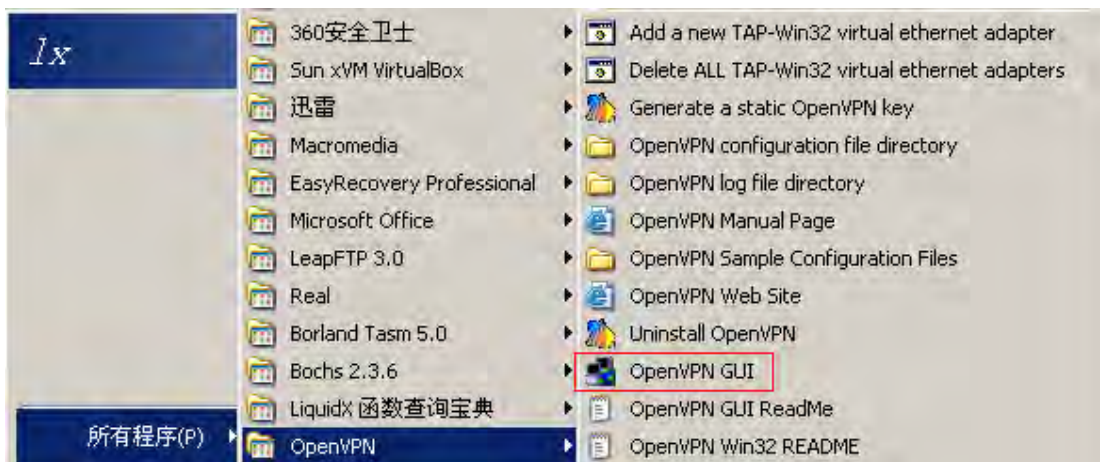 lx
360安全卫士
Sun xVM VirtualBox
迅雷
Macromedia
EasyRecovery Professional
Microsoft Office
LeapFTP 3.0
Real
Borland Tasm 5.0
Bochs 2.3.6
LiquidX 函数查询宝典
OpenVPN
所有程序(P)
Add a new TAP-Win32 virtual ethernet adapter
Delete ALL TAP-Win32 virtual ethernet adapters
Generate a static OpenVPN key
OpenVPN configuration file directory
OpenVPN log file directory
OpenVPN Manual Page
OpenVPN Sample Configuration Files
OpenVPN Web Site
Uninstall OpenVPN
OpenVPN GUI
OpenVPN GUI ReadMe
OpenVPN Win32 README